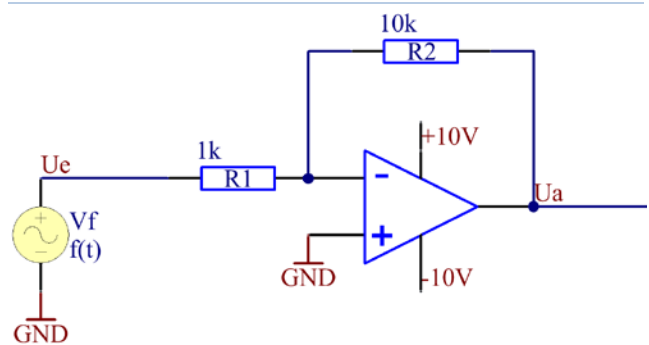 10k
R2
1k
R1
+10V
-
+
-10V
Ue
Ua
+
-
Vf
f(t)
GND
GND